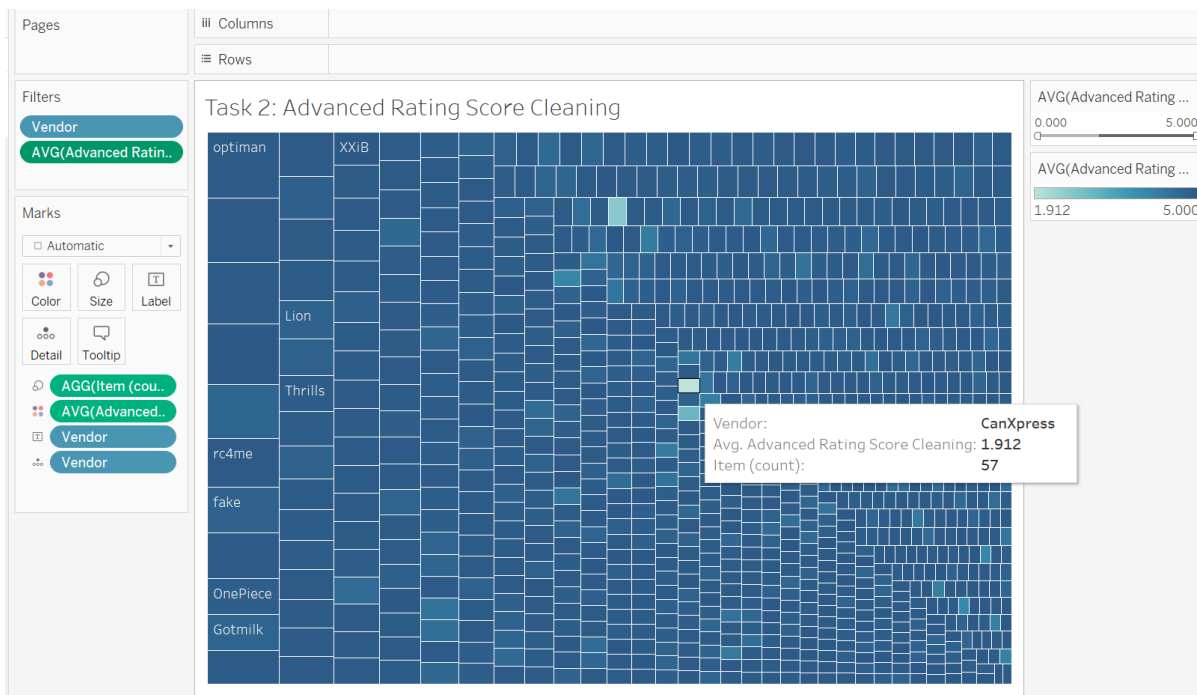 Pages
iii Columns
Rows
Filters
Vendor
AVG(Advanced Ratin..
Marks
Automatic
Color
Size
T
Label
Detail
Tooltip
AGG(Item (cou..
AVG(Advanced..
T
Vendor
Vendor
Task 2: Advanced Rating Score Cleaning
optiman
XXiB
Lion
Thrills
rc4me
fake
OnePiece
Gotmilk
Vendor: CanXpress
Avg. Advanced Rating Score Cleaning: 1.912
Item (count): 57
AVG(Advanced Rating ...
0.000 5.000
AVG(Advanced Rating ...
1.912 5.000